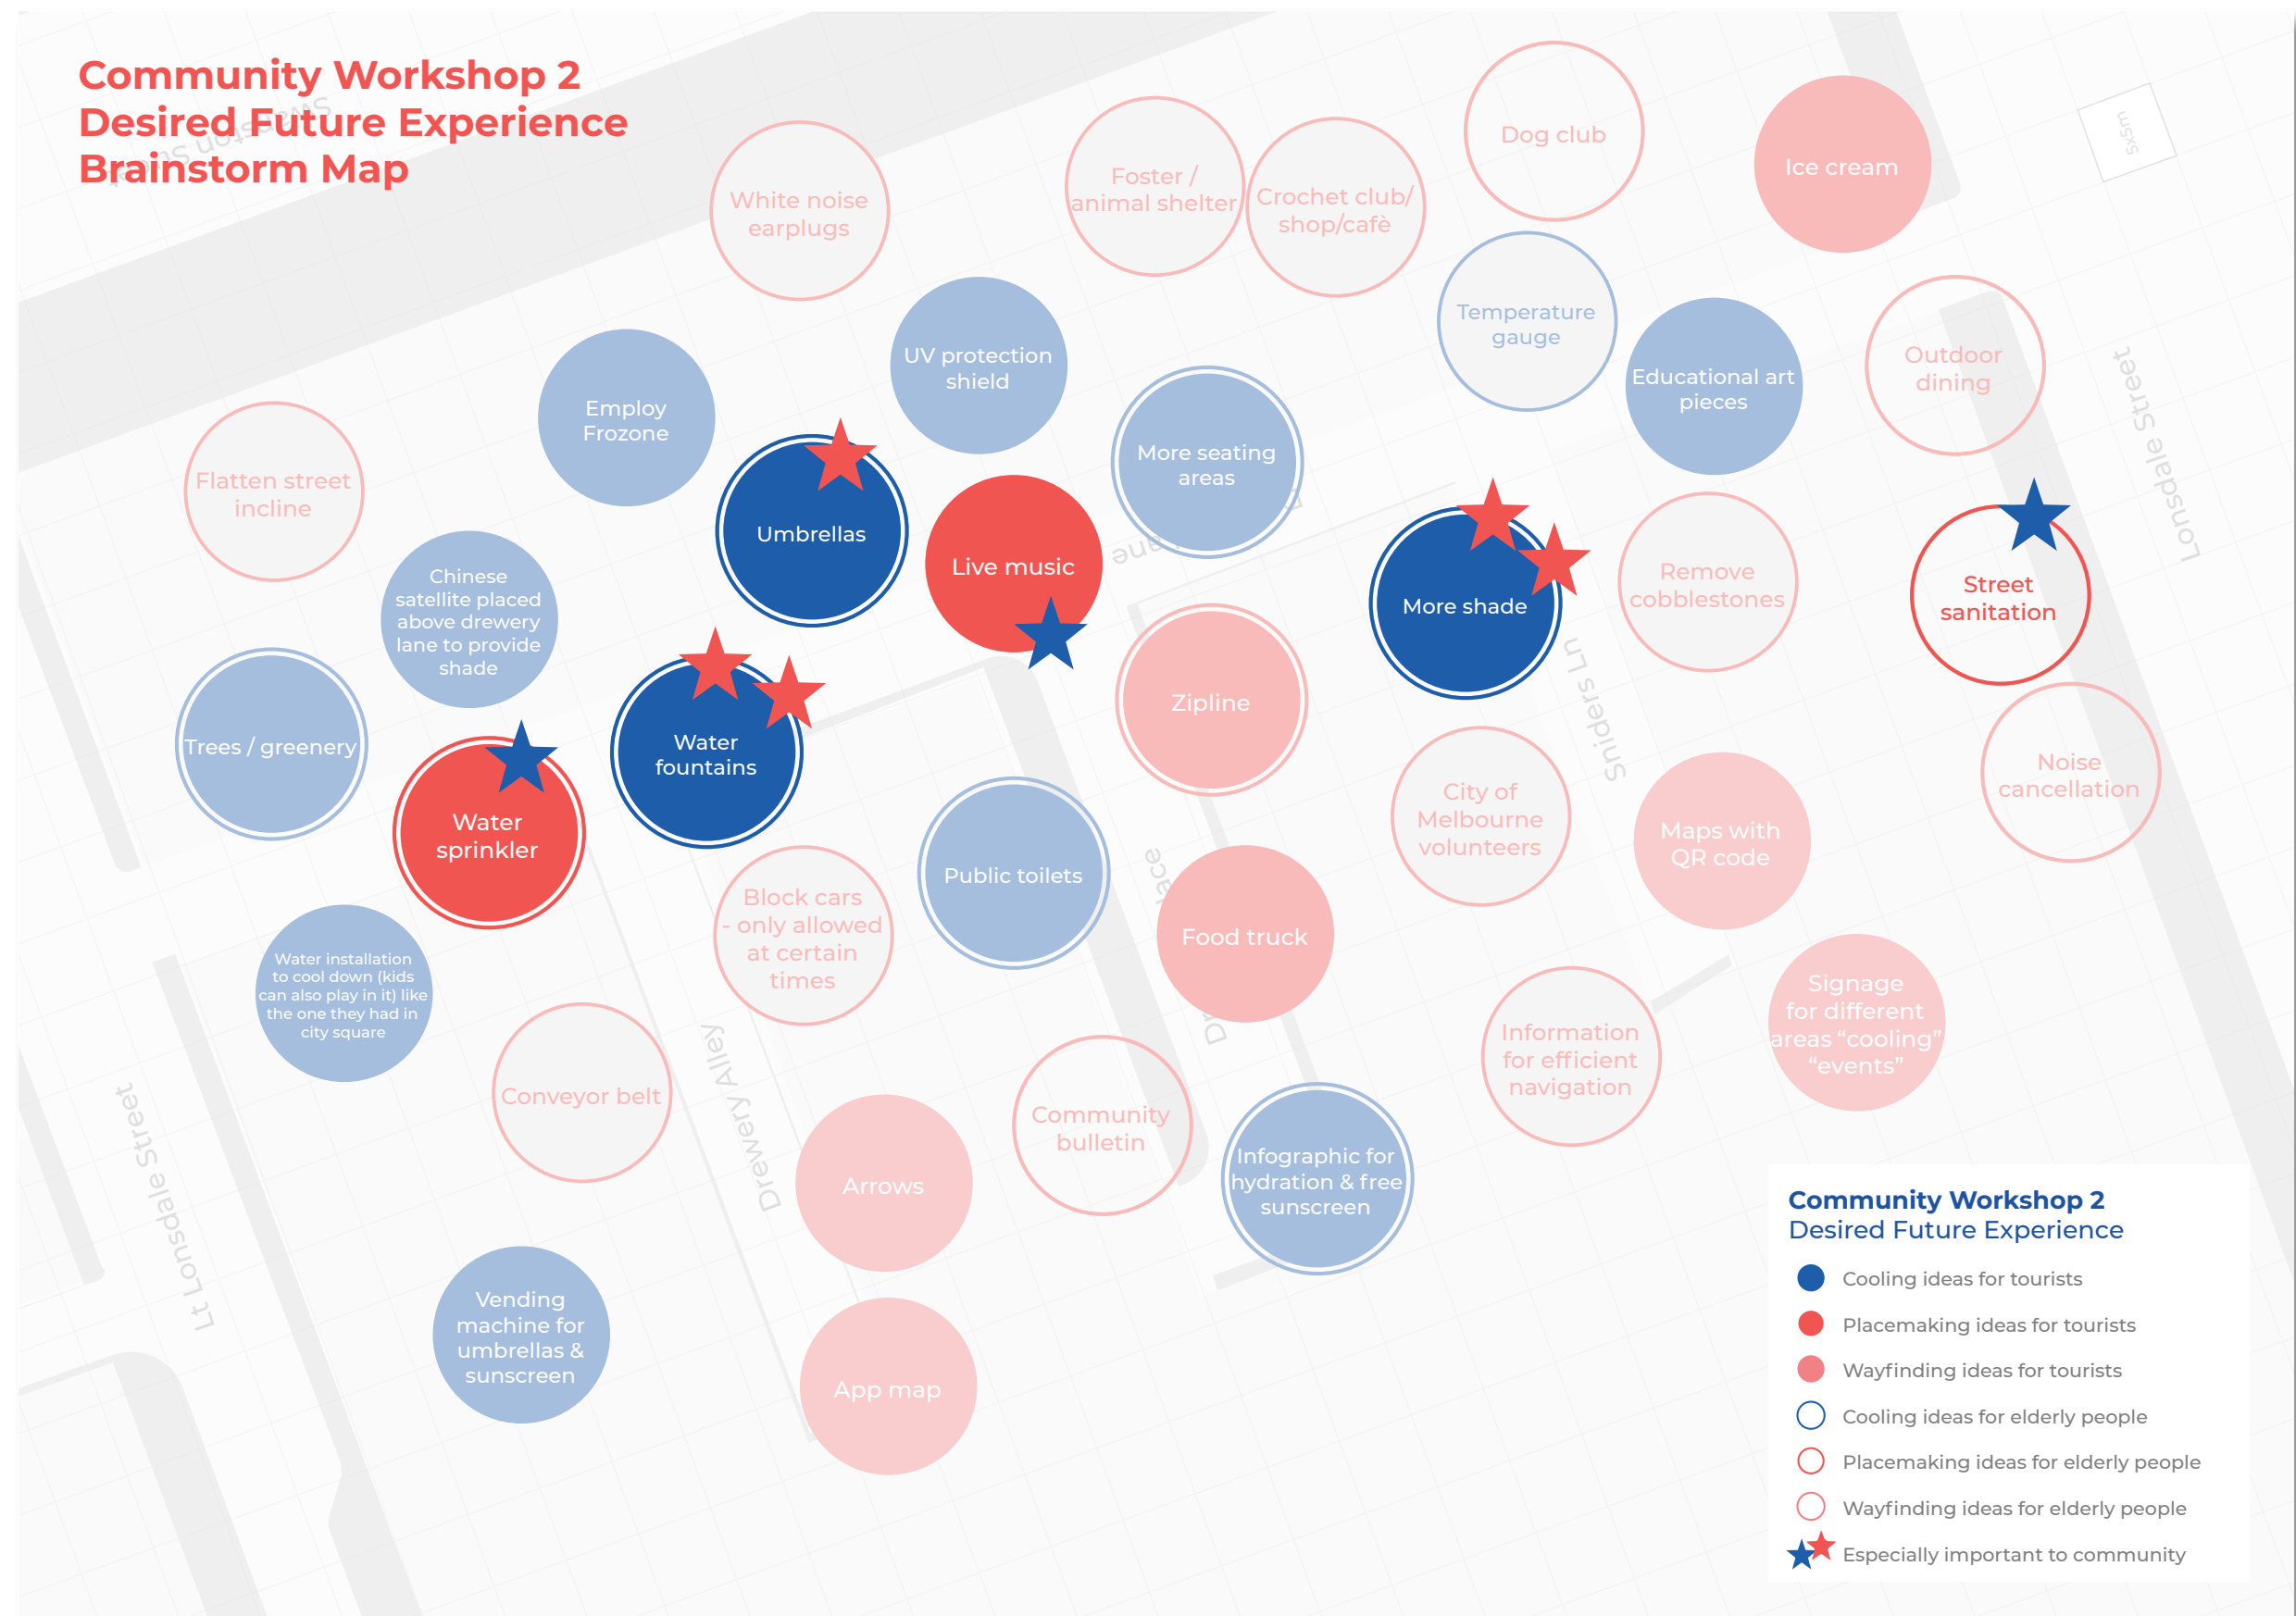 Community Workshop 2
Desired Future Experience
Brainstorm Map
Swanston Street
5x5m
Dog club
Ice cream
White noise
earplugs
Foster /
animal shelter
Crochet club/
shop/cafè
Temperature
gauge
UV protection
shield
Educational art
pieces
Outdoor
dining
Lonsdale Street
Employ
Frozone
More seating
areas
Flatten street
incline
Umbrellas
Live music
ane
More shade
Remove
cobblestones
Street
sanitation
Chinese
satellite placed
above drewery
lane to provide
shade
Sniders Ln
Zipline
Trees / greenery
Water
fountains
Noise
cancellation
Water
sprinkler
City of
Melbourne
volunteers
Maps with
QR code
Public toilets
Block cars
- only allowed
at certain
times
Food truck
Water installation
to cool down (kids
can also play in it) like
the one they had in
city square
Signage
for different
areas “cooling”
“events”
Information
for efficient
navigation
Conveyor belt
Drewery Alley
Community
bulletin
Arrows
Infographic for
hydration & free
sunscreen
Lt Lonsdale Street
Vending
machine for
umbrellas &
sunscreen
App map
Community Workshop 2
Desired Future Experience
Cooling ideas for tourists
Placemaking ideas for tourists
Wayfinding ideas for tourists
Cooling ideas for elderly people
Placemaking ideas for elderly people
Wayfinding ideas for elderly people
Especially important to community